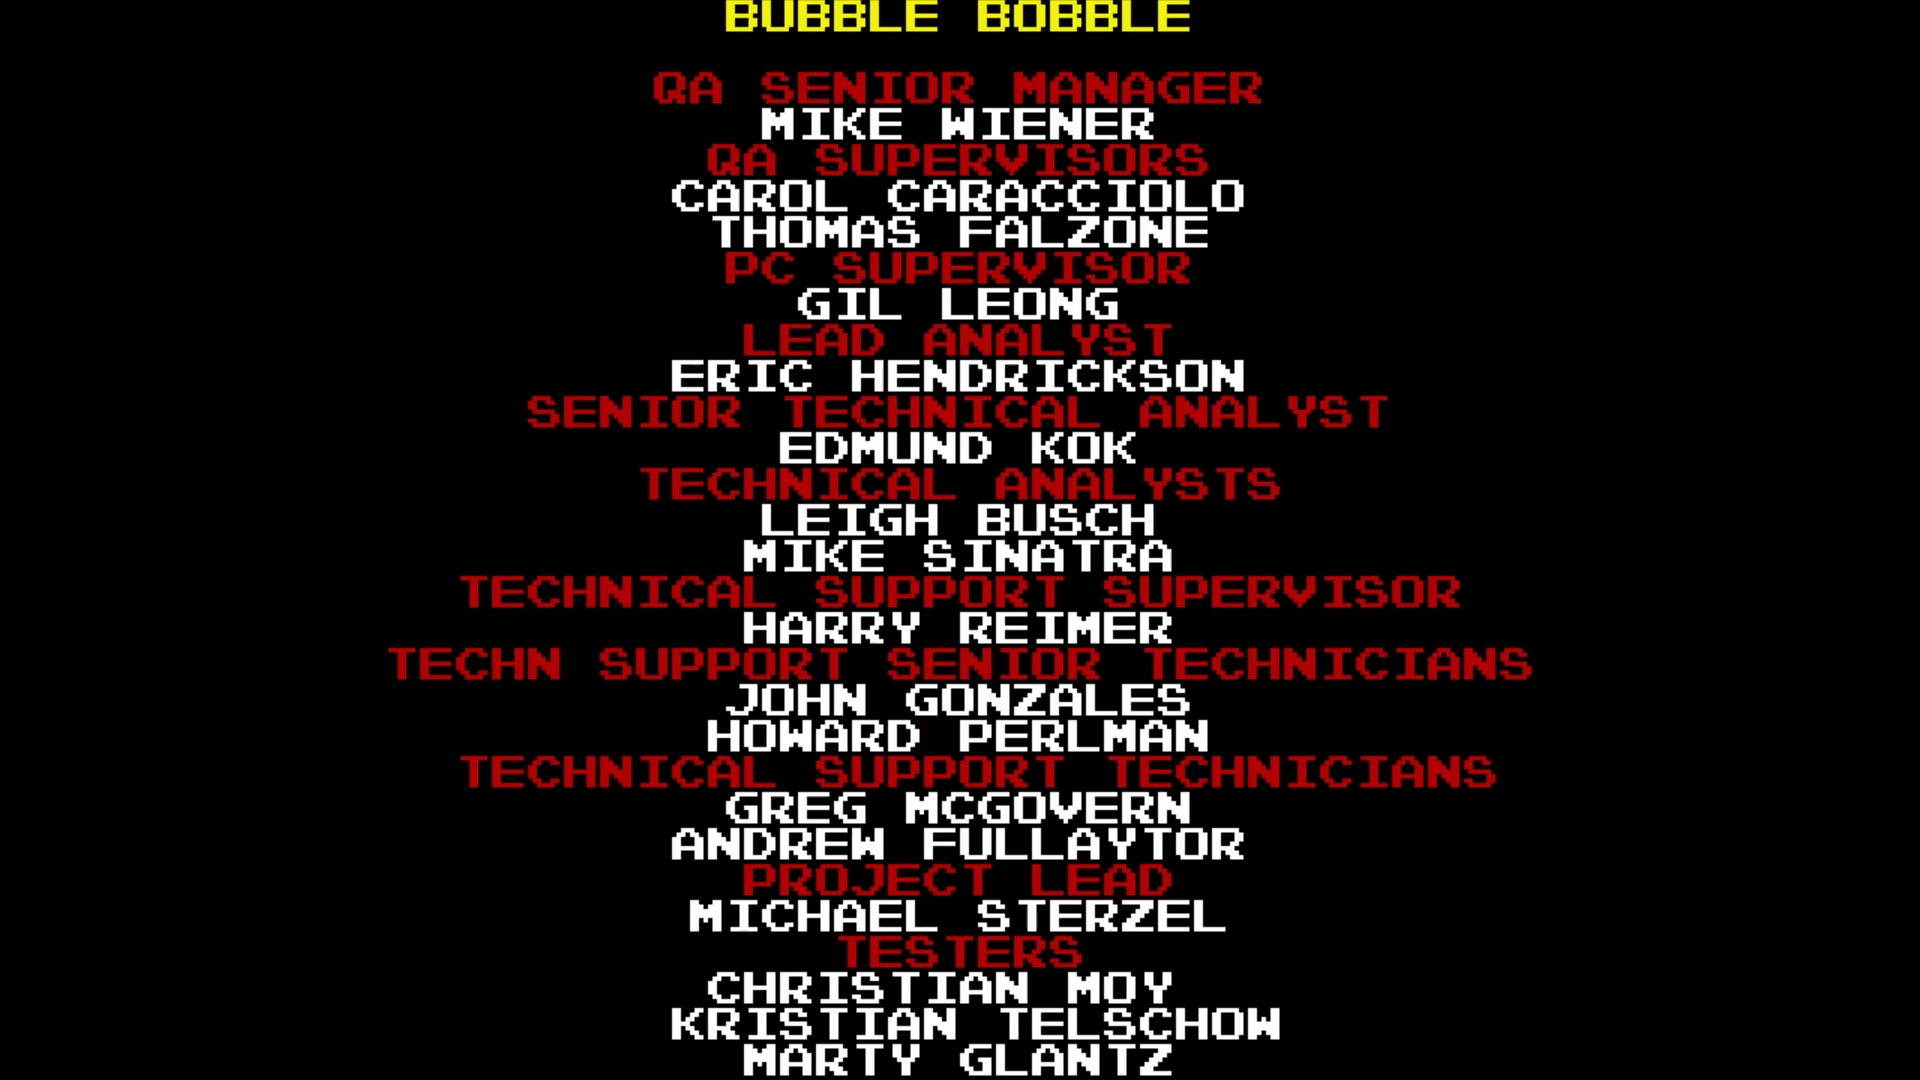 BUBBLE BOBBLE
QA SENIOR MANAGER
MIKE WIENER
QA SUPERVISORS
CAROL CARACCIOLO
THOMAS FALZONE
PC SUPERVISOR
GIL LEONG
LEAD ANALYST
ERIC HENDRICKSON
SENIOR TECHNICAL ANALYST
EDMUND KOK
TECHNICAL ANALYSTS
LEIGH BUSCH
MIKE SINATRA
TECHNICAL SUPPORT SUPERVISOR
HARRY REIMER
TECHN SUPPORT SENIOR TECHNICIANS
JOHN GONZALES
HOWARD PERLMAN
TECHNICAL SUPPORT TECHNICIANS
GREG MCGOVERN
ANDREW FULLAYTOR
PROJECT LEAD
MICHAEL STERZEL
TESTERS
CHRISTIAN MOY
KRISTIAN TELSCHOW
MARTY GLANTZ